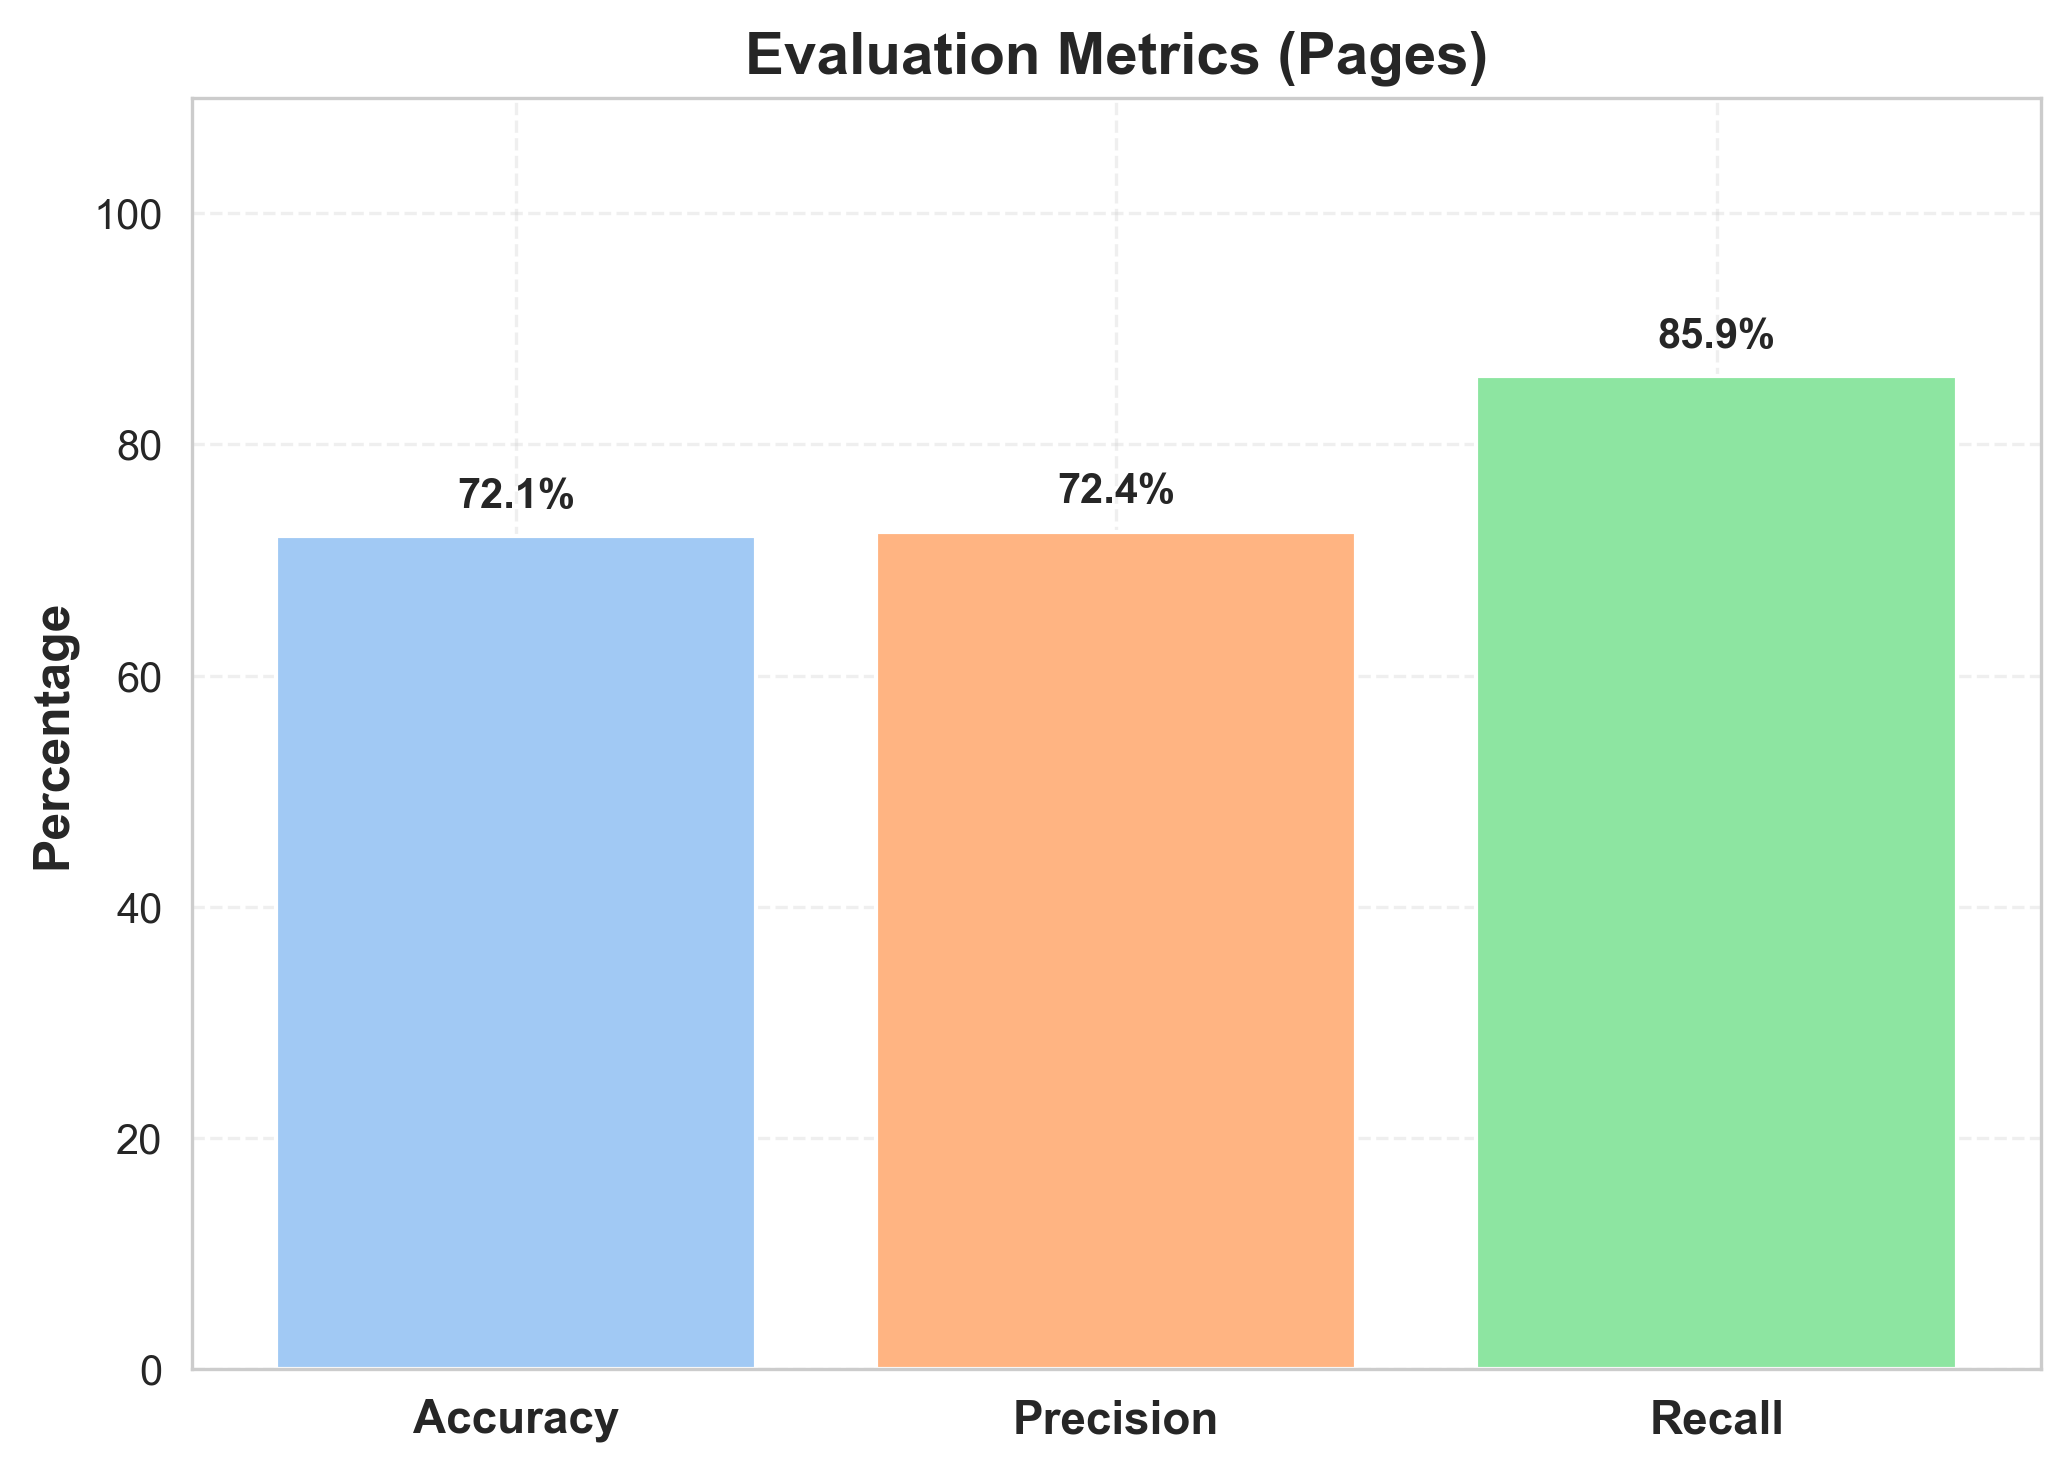 Evaluation Metrics (Pages)
100
80
60
40
20
0
Percentage
72.1%
72.4%
85.9%
Accuracy
Precision
Recall